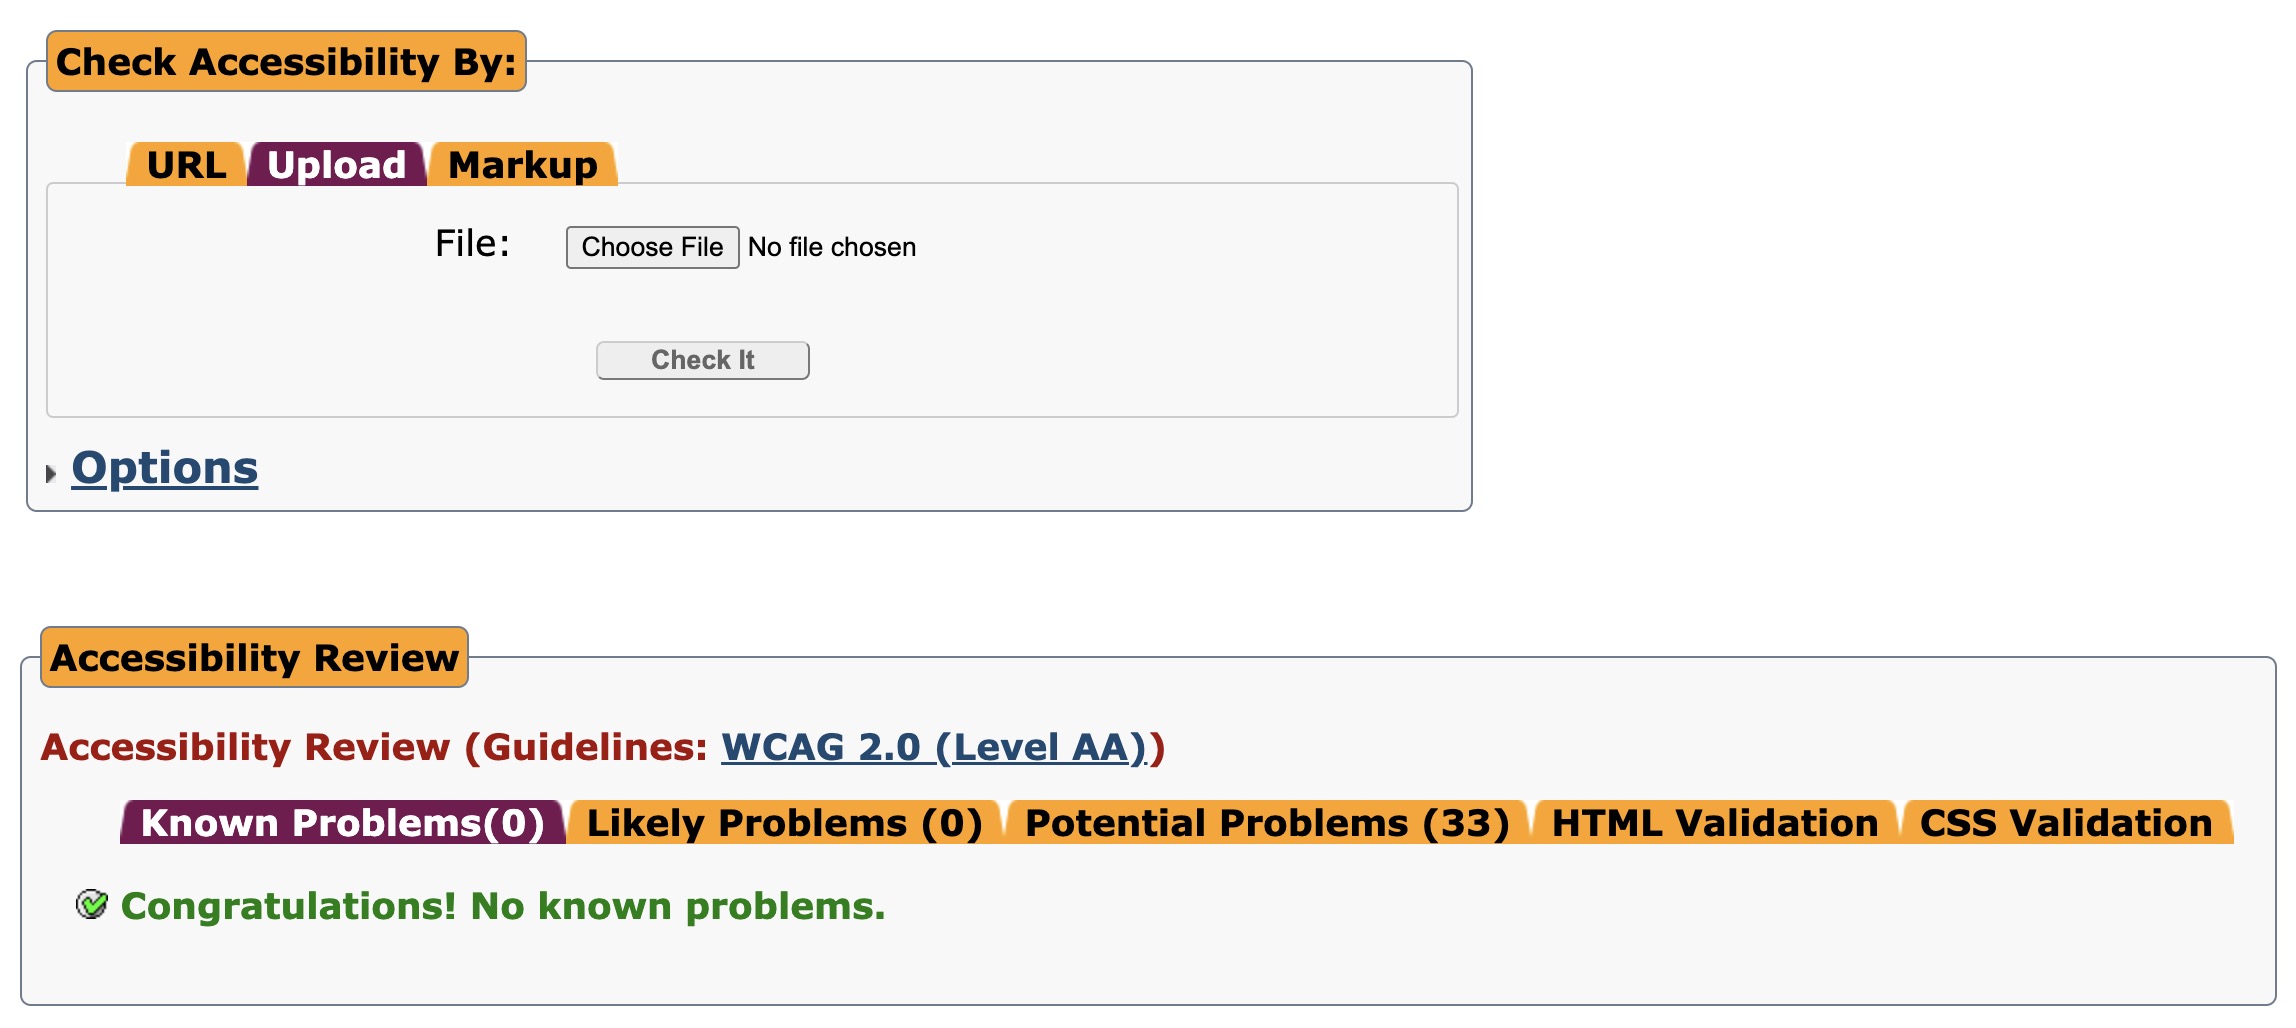 Check Accessibility By:
URL Upload Markup
File: Choose File No file chosen
Check It
Options
Accessibility Review
Accessibility Review (Guidelines: WCAG 2.0 (Level AA))
Known Problems(0) Likely Problems (0) Potential Problems (33) HTML Validation CSS Validation
Congratulations! No known problems.